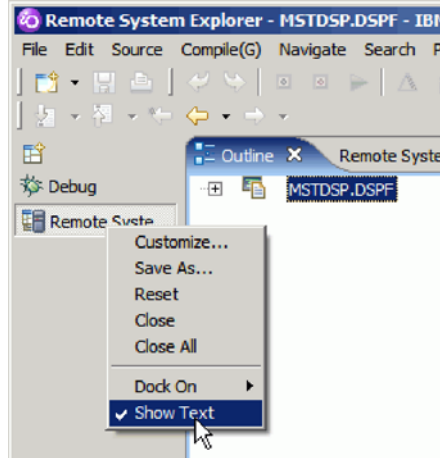 Remote System Explorer - MSTDSP.DSPF - IB
File Edit Source Compile(G) Navigate Search
Outline Remote Syste
Debug
MSTDSP.DSPF
Remote Syste
Customize...
Save As...
Reset
Close
Close All
Dock On
Show Text